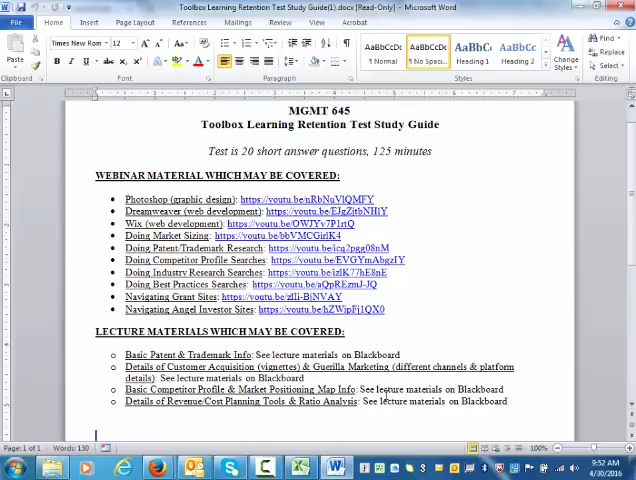 Toolbox Learning Retention Test Study Guide(1).docx [Read-Only] - Microsoft Word
File Home Insert Page Layout References Mailings Review View Acrobat
Times New Rom 12
AaBbCcDc AaBbCcDc AaBbC AaBbCc
Paste
¶ Normal ¶ No Spaci... Heading 1 Heading 2
Change Styles
Find
Replace
Select
Clipboard Font Paragraph Styles Editing
MGMT 645
Toolbox Learning Retention Test Study Guide
Test is 20 short answer questions, 125 minutes
WEBINAR MATERIAL WHICH MAY BE COVERED:
• Photoshop (graphic design): https://youtu.be/nRbNuVlQMFY
• Dreamweaver (web development): https://youtu.be/EJgZjtbNHlY
• Wix (web development): https://youtu.be/OWJYv7P1rtQ
• Doing Market Sizing: https://youtu.be/bbVMCGirlK4
• Doing Patent/Trademark Research: https://youtu.be/icq2pgg08nM
• Doing Competitor Profile Searches: https://youtu.be/EVGYmAbgzIY
• Doing Industry Research Searches: https://youtu.be/izlK77hE8nE
• Doing Best Practices Searches: https://youtu.be/aQpREzmJ-JQ
• Navigating Grant Sites: https://youtu.be/zlIi-BjNVAY
• Navigating Angel Investor Sites: https://youtu.be/hZWjpFj1QX0
LECTURE MATERIALS WHICH MAY BE COVERED:
o Basic Patent & Trademark Info: See lecture materials on Blackboard
o Details of Customer Acquisition (vignettes) & Guerilla Marketing (different channels & platform
details): See lecture materials on Blackboard
o Basic Competitor Profile & Market Positioning Map Info: See lecture materials on Blackboard
o Details of Revenue/Cost Planning Tools & Ratio Analysis: See lecture materials on Blackboard
Page: 1 of 1 Words: 130 100%
9:52 AM
4/30/2016